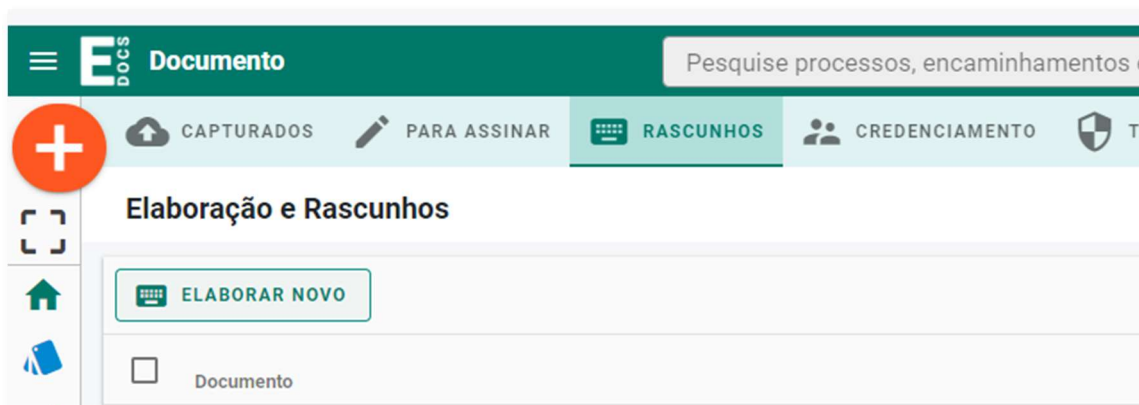 E DOCS Documento Pesquise processos, encaminhamentos
CAPTURADOS PARA ASSINAR RASCUNHOS CREDENCIAMENTO T
Elaboração e Rascunhos
ELABORAR NOVO
Documento